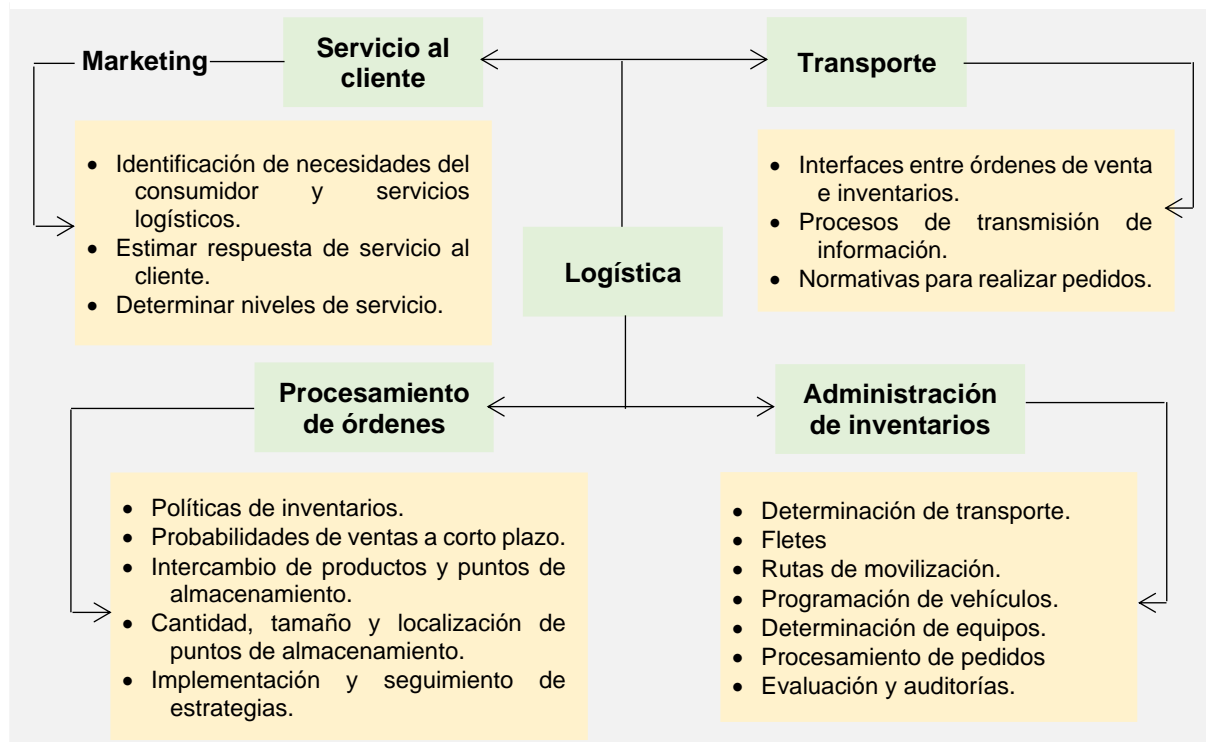 Marketing
Servicio al
cliente
Transporte
• Identificación de necesidades del
consumidor y servicios
logísticos.
• Estimar respuesta de servicio al
cliente.
• Determinar niveles de servicio.
• Interfaces entre órdenes de venta
e inventarios.
• Procesos de transmisión de
información.
• Normativas para realizar pedidos.
Logística
Procesamiento
de órdenes
Administración
de inventarios
• Políticas de inventarios.
• Probabilidades de ventas a corto plazo.
• Intercambio de productos y puntos de
almacenamiento.
• Cantidad, tamaño y localización de
puntos de almacenamiento.
• Implementación y seguimiento de
estrategias.
• Determinación de transporte.
• Fletes
• Rutas de movilización.
• Programación de vehículos.
• Determinación de equipos.
• Procesamiento de pedidos
• Evaluación y auditorías.